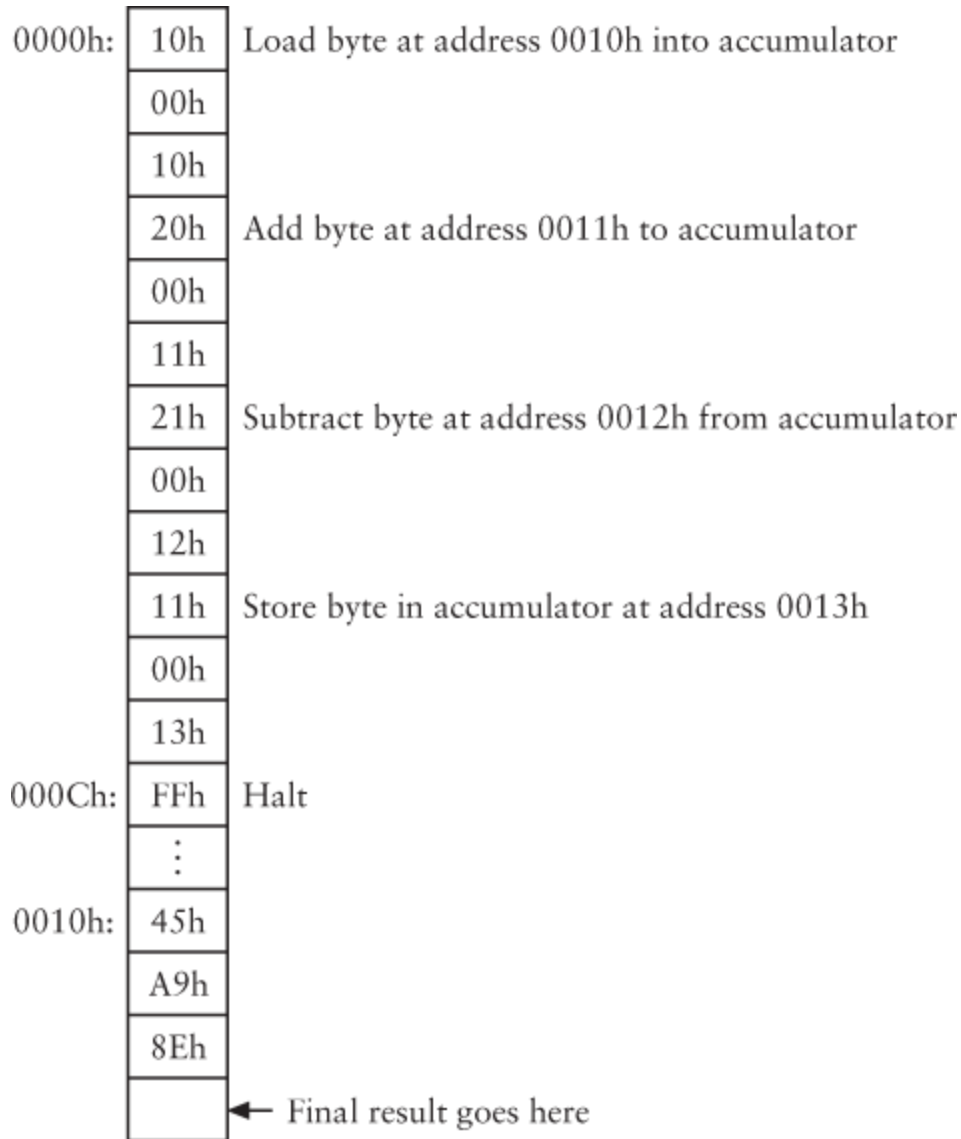 0000h: 10h Load byte at address 0010h into accumulator
00h
10h
20h Add byte at address 0011h to accumulator
00h
11h
21h Subtract byte at address 0012h from accumulator
00h
12h
11h Store byte in accumulator at address 0013h
00h
13h
000Ch: FFh Halt
⋮
0010h: 45h
A9h
8Eh
Final result goes here